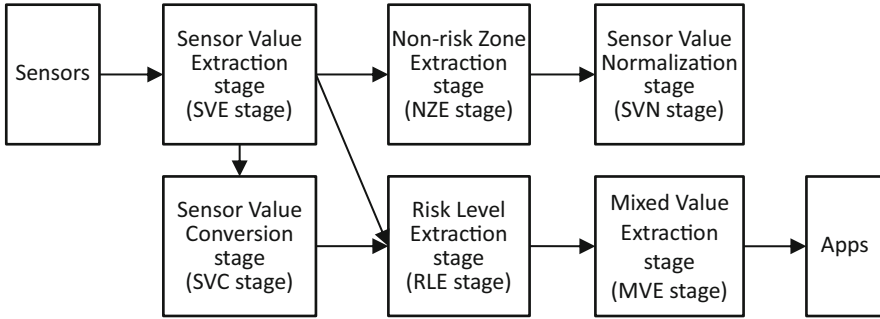 Sensors
Sensor Value
Extraction
stage
(SVE stage)
Non-risk Zone
Extraction
stage
(NZE stage)
Sensor Value
Normalization
stage
(SVN stage)
Sensor Value
Conversion
stage
(SVC stage)
Risk Level
Extraction
stage
(RLE stage)
Mixed Value
Extraction
stage
(MVE stage)
Apps